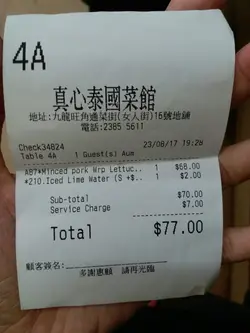 4A
真心泰國菜館
地址:九龍旺角通菜街(女人街)16號地鋪
電話:2385 5611
Check34824 23/08/17 19:28
Table 4A 1 Guest(s) Aum
AB7*Minced pork Wrp Lettuc.. 1 $68.00
*210.Iced Lime Water (S +$.. 1 $2.00
Sub-total $70.00
Service Charge $7.00
Total $77.00
顧客簽名:
多謝惠顧 請再光臨